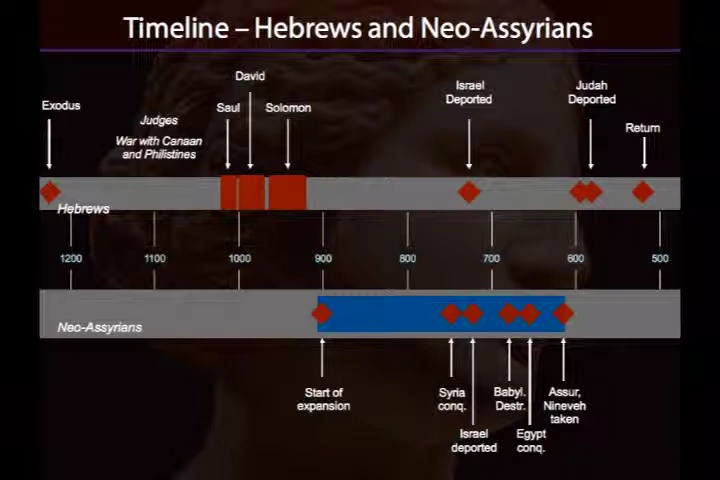 Timeline – Hebrews and Neo-Assyrians
David
Exodus
Judges
War with Canaan
and Philistines
Saul
Solomon
Israel
Deported
Judah
Deported
Return
Hebrews
1200
1100
1000
900
800
700
600
500
Neo-Assyrians
Start of
expansion
Syria
conq.
Israel
deported
Babyl.
Destr.
Egypt
conq.
Assur,
Nineveh
taken